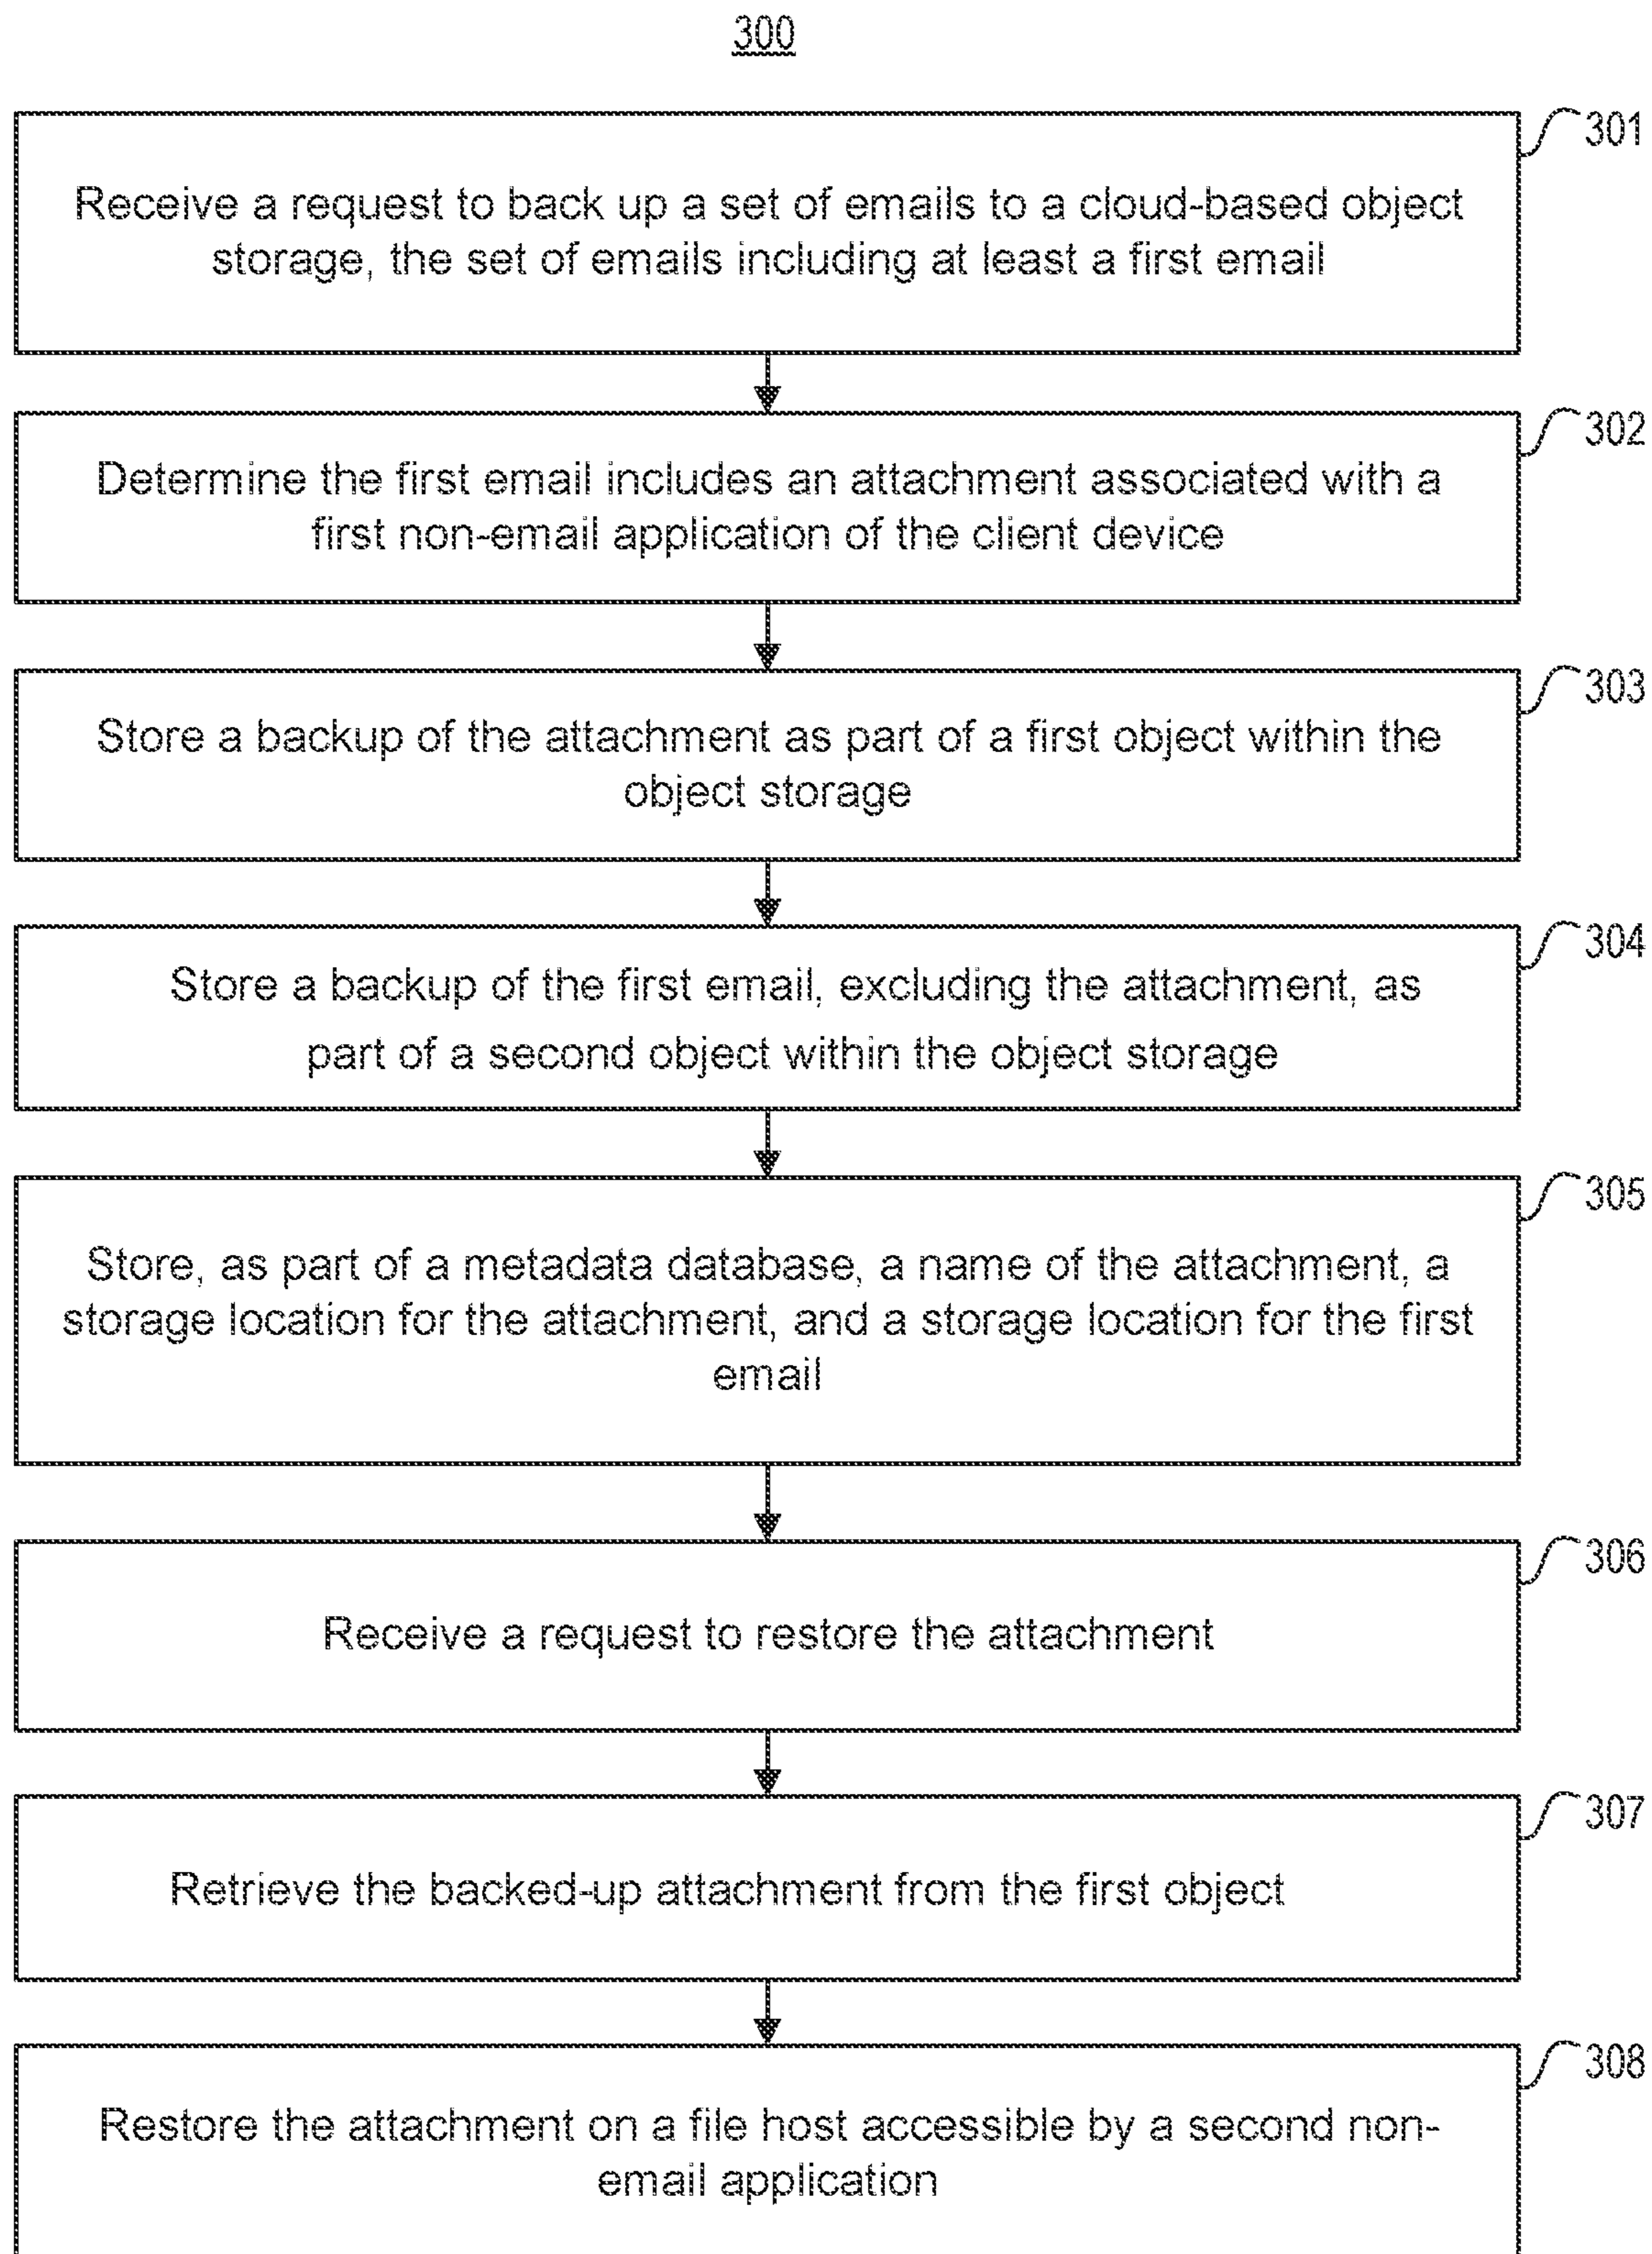 300
301
Receive a request to back up a set of emails to a cloud-based object
storage, the set of emails including at least a first email
302
Determine the first email includes an attachment associated with a
first non-email application of the client device
303
Store a backup of the attachment as part of a first object within the
object storage
304
Store a backup of the first email, excluding the attachment, as
part of a second object within the object storage
305
Store, as part of a metadata database, a name of the attachment, a
storage location for the attachment, and a storage location for the first
email
306
Receive a request to restore the attachment
307
Retrieve the backed-up attachment from the first object
308
Restore the attachment on a file host accessible by a second non-
email application